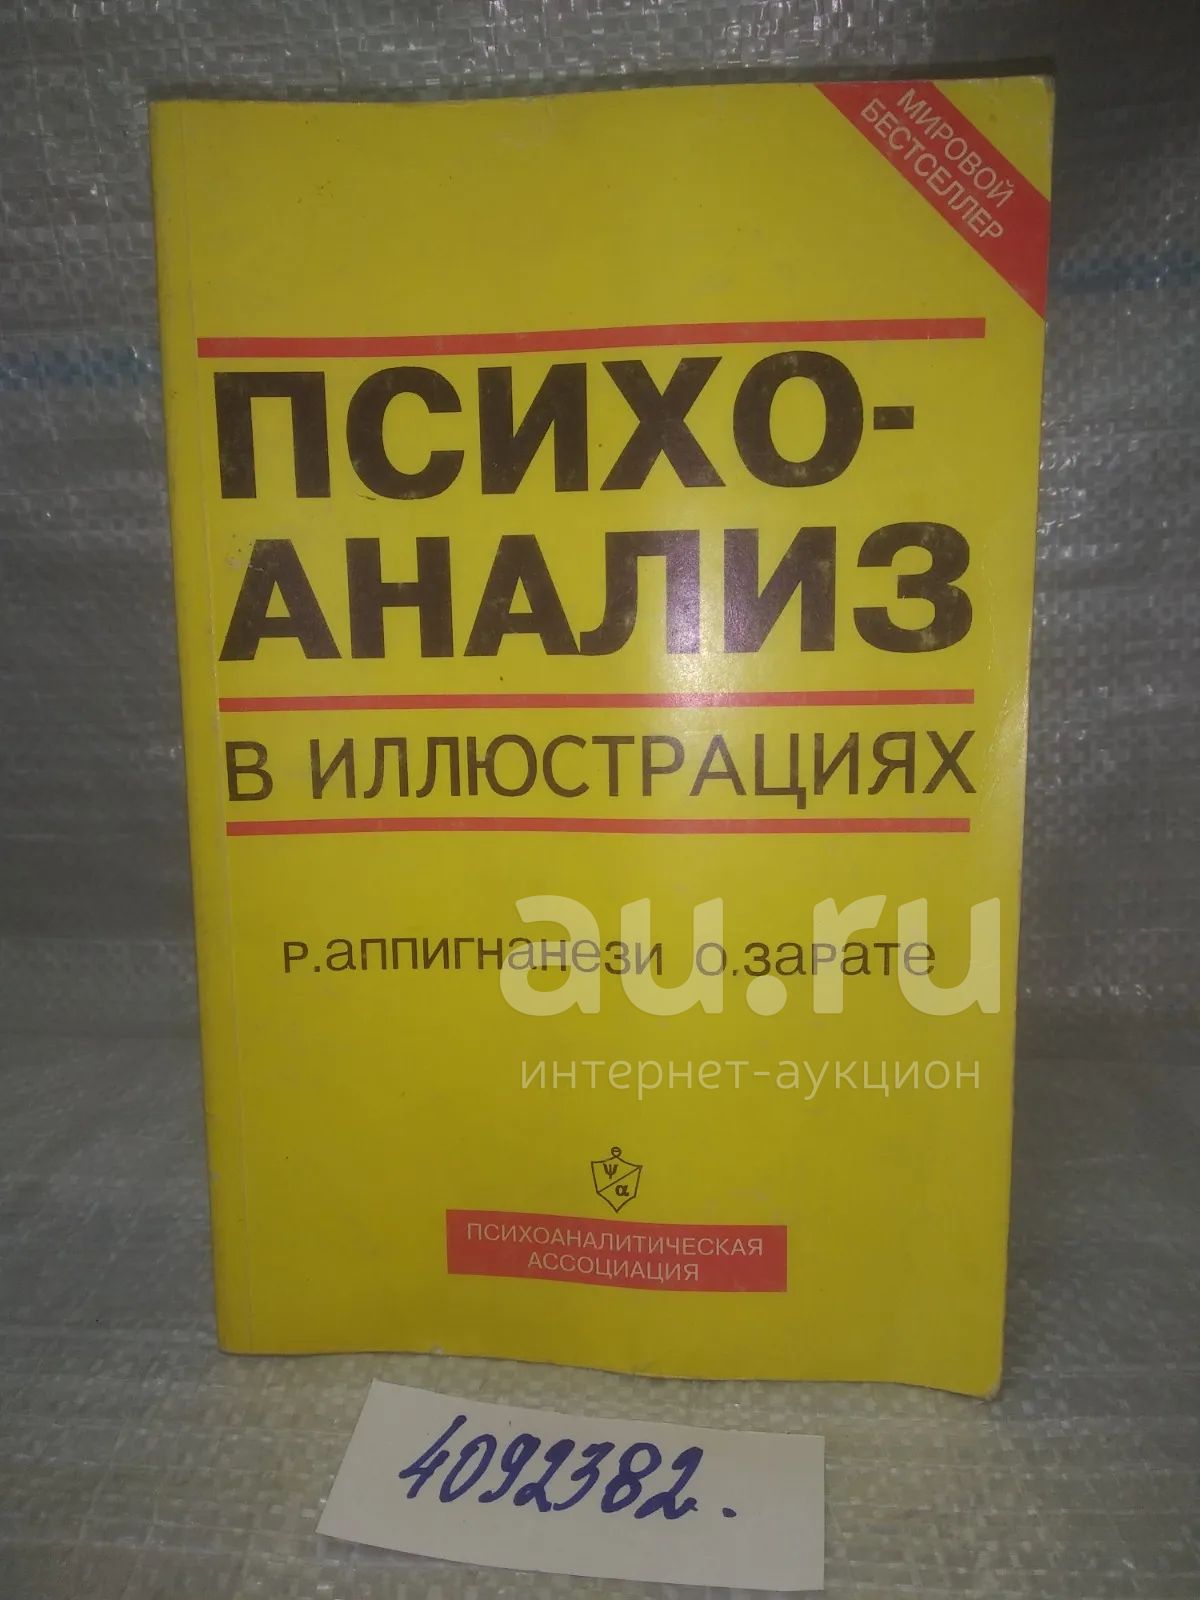 МИРОВОЙ
БЕСТСЕЛЛЕР
ПСИХО-
АНАЛИЗ
В ИЛЛЮСТРАЦИЯХ
Р.аппигнанези о.зарате
au.ru
интернет-аукцион
Ψ
α
ПСИХОАНАЛИТИЧЕСКАЯ
АССОЦИАЦИЯ
4092382.